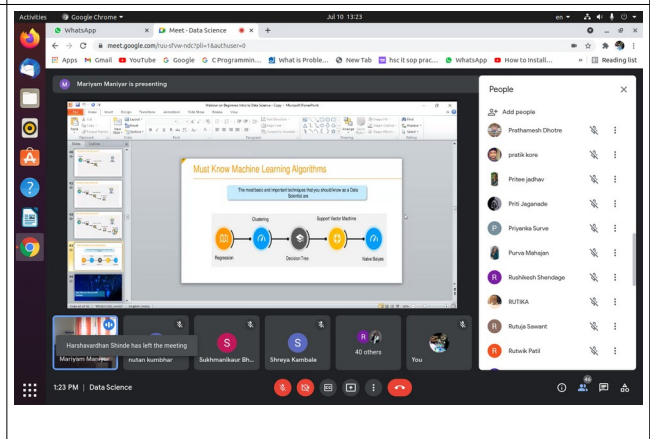 Activities
Google Chrome
Jul 10 13:23
en
WhatsApp
Meet - Data Science
meet.google.com/ruu-sfvw-ndc?pli=1&authuser=0
Apps
Gmail
YouTube
Google
C Programmin...
What is Proble...
New Tab
hsc it sop prac...
WhatsApp
How to Install...
Reading list
M
Mariyam Maniyar is presenting
Must Know Machine Learning Algorithms
The most basic and important techniques that you should know as a Data
Scientist are
Clustering
Support Vector Machine
Regression
Decision Tree
Naive Baiyes
People
Add people
Prathamesh Dhotre
pratik kore
Pritee jadhav
Priti Jaganade
P
Priyanka Surve
Purva Mahajan
R
Rushikesh Shendage
RUTIKA
R
Rutuja Sawant
R
Rutwik Patil
Harshavardhan Shinde has left the meeting
Mariyam Maniyar
nutan kumbhar
S
Sukhmanikaur Bh...
S
Shreya Kambale
R
40 others
You
1:23 PM | Data Science
46